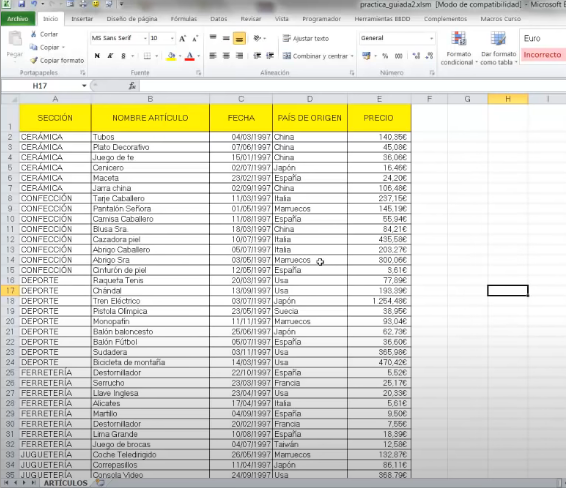 practica_guiada2.xlsm [Modo de compatibilidad] - Microsoft E
Archivo Inicio Insertar Diseño de página Fórmulas Datos Revisar Vista Programador Herramientas BBDD Complementos Macros Curso
Pegar
Cortar
Copiar
Copiar formato
Portapapeles
MS Sans Serif 10 A A
N K S
Fuente
Ajustar texto
Combinar y centrar
Alineación
General
% 000
Número
Formato condicional
Dar formato como tabla
Euro
Incorrecto
H17 fx
A B C D E F G H I
1 SECCIÓN NOMBRE ARTÍCULO FECHA PAÍS DE ORIGEN PRECIO
2 CERÁMICA Tubos 04/03/1997 China 140,35€
3 CERÁMICA Plato Decorativo 07/06/1997 China 45,08€
4 CERÁMICA Juego de te 15/01/1997 China 36,06€
5 CERÁMICA Cenicero 02/07/1997 Japón 16,46€
6 CERÁMICA Maceta 23/02/1997 España 24,20€
7 CERÁMICA Jarra china 02/09/1997 China 106,48€
8 CONFECCIÓN Tarje Caballero 11/03/1997 Italia 237,15€
9 CONFECCIÓN Pantalón Señora 01/05/1997 Marruecos 145,19€
10 CONFECCIÓN Camisa Caballero 11/08/1997 España 55,94€
11 CONFECCIÓN Blusa Sra. 18/03/1997 China 84,21€
12 CONFECCIÓN Cazadora piel 10/07/1997 Italia 435,58€
13 CONFECCIÓN Abrigo Caballero 05/07/1997 Italia 203,27€
14 CONFECCIÓN Abrigo Sra 03/05/1997 Marruecos 300,06€
15 CONFECCIÓN Cinturón de piel 12/05/1997 España 3,61€
16 DEPORTE Raqueta Tenis 20/03/1997 Usa 77,89€
17 DEPORTE Chándal 13/09/1997 Usa 193,39€
18 DEPORTE Tren Eléctrico 03/07/1997 Japón 1.254,48€
19 DEPORTE Pistola Olímpica 23/05/1997 Suecia 38,95€
20 DEPORTE Monopatín 11/11/1997 Marruecos 93,04€
21 DEPORTE Balón baloncesto 25/06/1997 Japón 62,73€
22 DEPORTE Balón Fútbol 05/07/1997 España 36,60€
23 DEPORTE Sudadera 03/11/1997 Usa 365,98€
24 DEPORTE Bicicleta de montaña 14/03/1997 Usa 470,42€
25 FERRETERÍA Destornillador 22/10/1997 España 5,52€
26 FERRETERÍA Serrucho 23/03/1997 Francia 25,17€
27 FERRETERÍA Llave Inglesa 23/04/1997 Usa 20,33€
28 FERRETERÍA Alicates 17/04/1997 Italia 5,61€
29 FERRETERÍA Martillo 04/09/1997 España 9,50€
30 FERRETERÍA Destornillador 20/02/1997 Francia 7,55€
31 FERRETERÍA Lima Grande 10/08/1997 España 18,39€
32 FERRETERÍA Juego de brocas 04/07/1997 Taiwán 12,58€
33 JUGUETERÍA Coche Teledirigido 26/05/1997 Marruecos 132,87€
34 JUGUETERÍA Correpasillos 11/04/1997 Japón 86,11€
35 JUGUETERÍA Consola Video 24/09/1997 Usa 368,79€
ARTÍCULOS